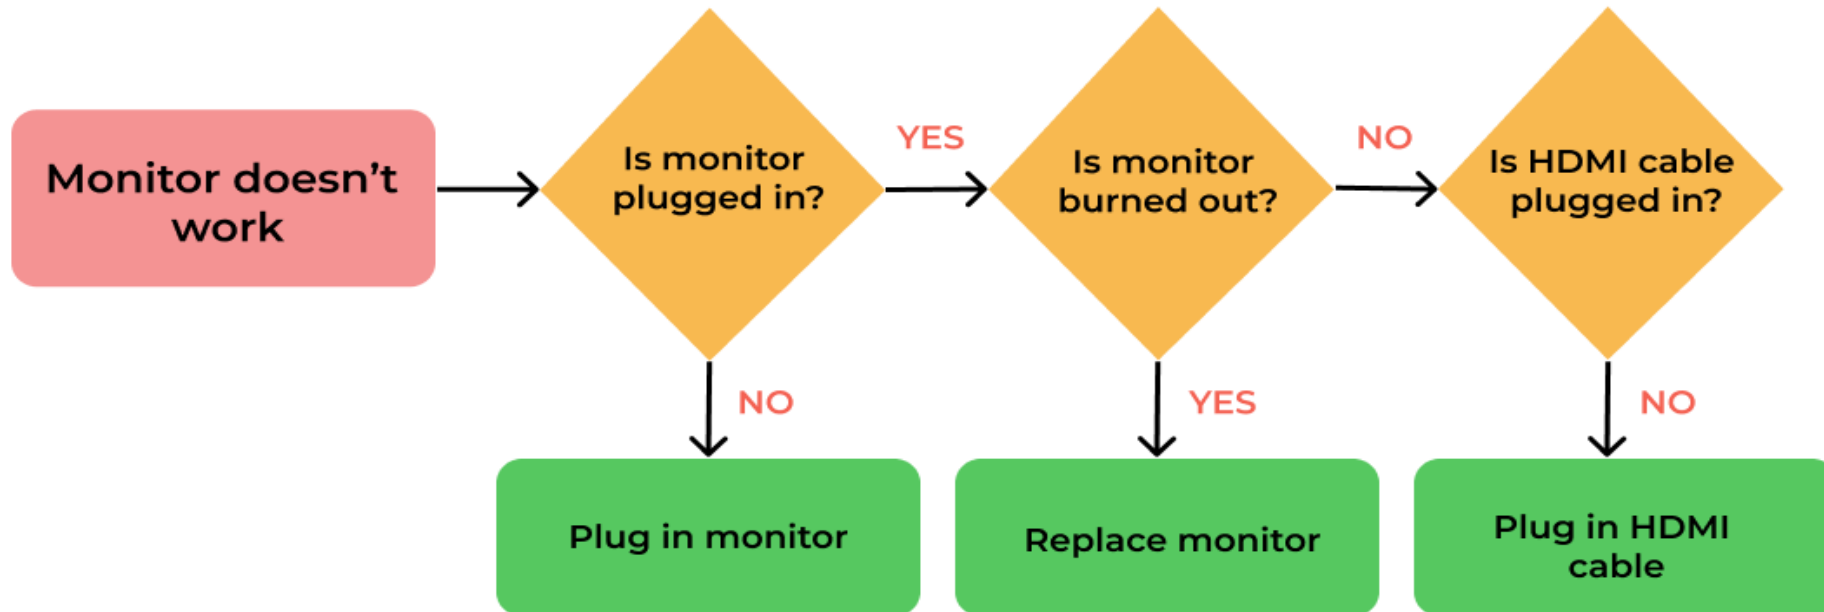 Monitor doesn't
work
Is monitor
plugged in?
YES
Is monitor
burned out?
NO
Is HDMI cable
plugged in?
NO
YES
NO
Plug in monitor
Replace monitor
Plug in HDMI
cable